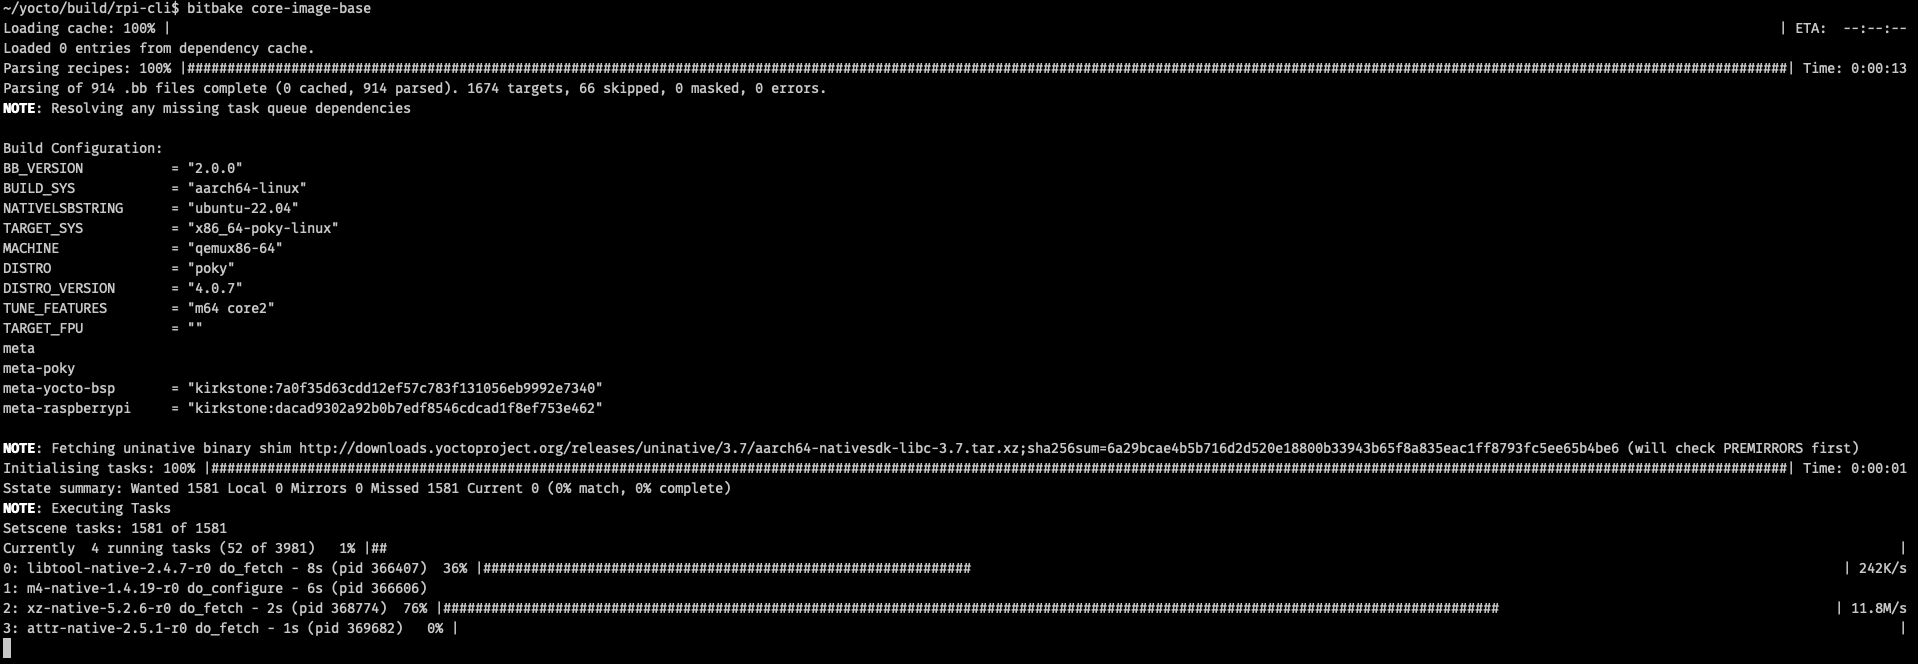 ~/yocto/build/rpi-cli$ bitbake core-image-base
Loading cache: 100% | | ETA:  --:--:--
Loaded 0 entries from dependency cache.
Parsing recipes: 100% |################################################################################################################################################################################################################| Time: 0:00:13
Parsing of 914 .bb files complete (0 cached, 914 parsed). 1674 targets, 66 skipped, 0 masked, 0 errors.
NOTE: Resolving any missing task queue dependencies
Build Configuration:
BB_VERSION           = "2.0.0"
BUILD_SYS            = "aarch64-linux"
NATIVELSBSTRING      = "ubuntu-22.04"
TARGET_SYS           = "x86_64-poky-linux"
MACHINE              = "qemux86-64"
DISTRO               = "poky"
DISTRO_VERSION       = "4.0.7"
TUNE_FEATURES        = "m64 core2"
TARGET_FPU           = ""
meta
meta-poky
meta-yocto-bsp       = "kirkstone:7a0f35d63cdd12ef57c783f131056eb9992e7340"
meta-raspberrypi     = "kirkstone:dacad9302a92b0b7edf8546cdcad1f8ef753e462"
NOTE: Fetching uninative binary shim http://downloads.yoctoproject.org/releases/uninative/3.7/aarch64-nativesdk-libc-3.7.tar.xz;sha256sum=6a29bcae4b5b716d2d520e18800b33943b65f8a835eac1ff8793fc5ee65b4be6 (will check PREMIRRORS first)
Initialising tasks: 100% |#############################################################################################################################################################################################################| Time: 0:00:01
Sstate summary: Wanted 1581 Local 0 Mirrors 0 Missed 1581 Current 0 (0% match, 0% complete)
NOTE: Executing Tasks
Setscene tasks: 1581 of 1581
Currently  4 running tasks (52 of 3981)   1% |## |
0: libtool-native-2.4.7-r0 do_fetch - 8s (pid 366407)  36% |############################################################# | 242K/s
1: m4-native-1.4.19-r0 do_configure - 6s (pid 366606)
2: xz-native-5.2.6-r0 do_fetch - 2s (pid 368774)  76% |#################################################################################################################################### | 11.8M/s
3: attr-native-2.5.1-r0 do_fetch - 1s (pid 369682)   0% | |